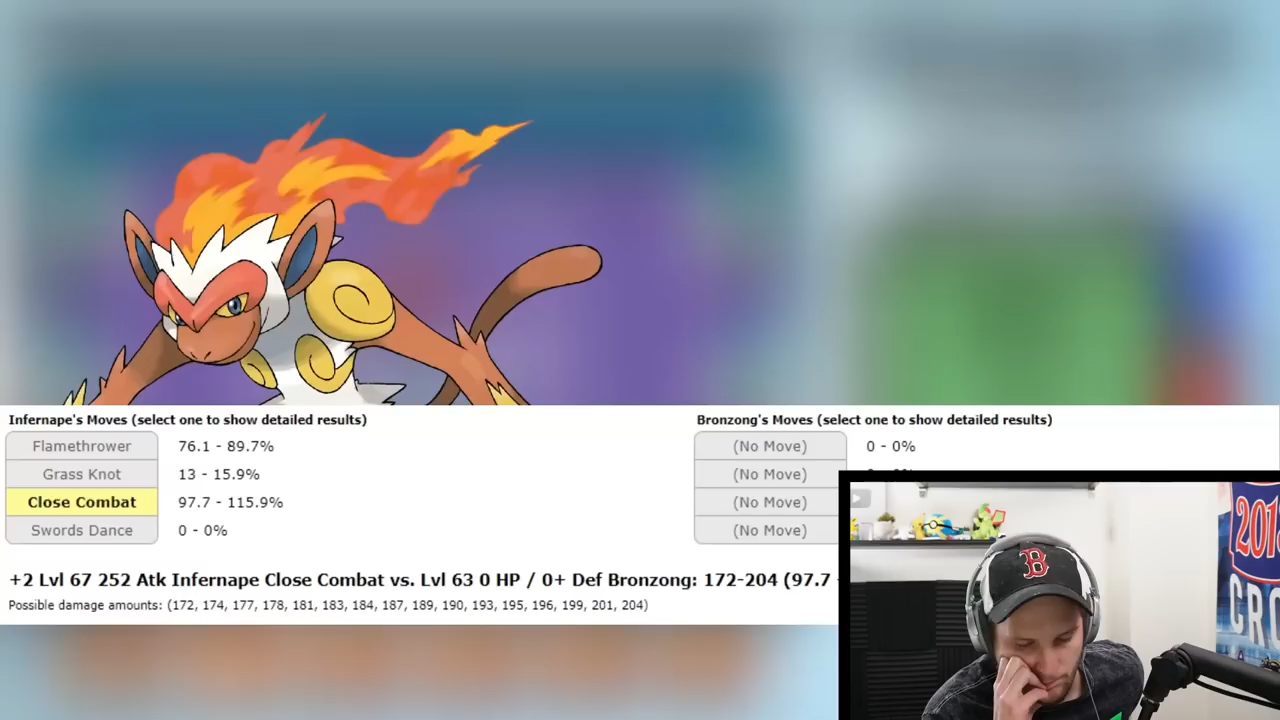 Infernape's Moves (select one to show detailed results)
Flamethrower 76.1 - 89.7%
Grass Knot 13 - 15.9%
Close Combat 97.7 - 115.9%
Swords Dance 0 - 0%
Bronzong's Moves (select one to show detailed results)
(No Move) 0 - 0%
(No Move)
(No Move)
(No Move)
+2 Lvl 67 252 Atk Infernape Close Combat vs. Lvl 63 0 HP / 0+ Def Bronzong: 172-204 (97.7
Possible damage amounts: (172, 174, 177, 178, 181, 183, 184, 187, 189, 190, 193, 195, 196, 199, 201, 204)
B
201
CRO